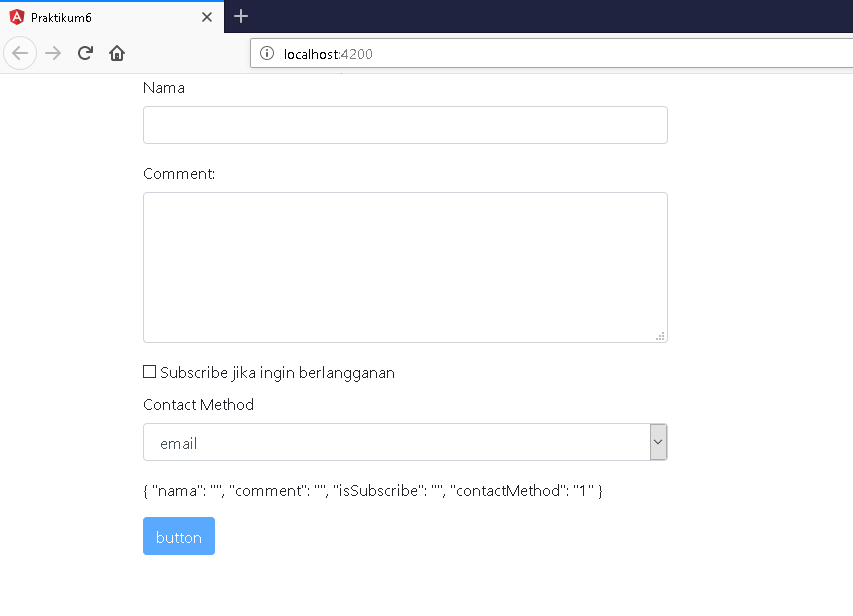 Praktikum6
localhost:4200
Nama
Comment:
Subscribe jika ingin berlangganan
Contact Method
email
{ "nama": "", "comment": "", "isSubscribe": "", "contactMethod": "1" }
button